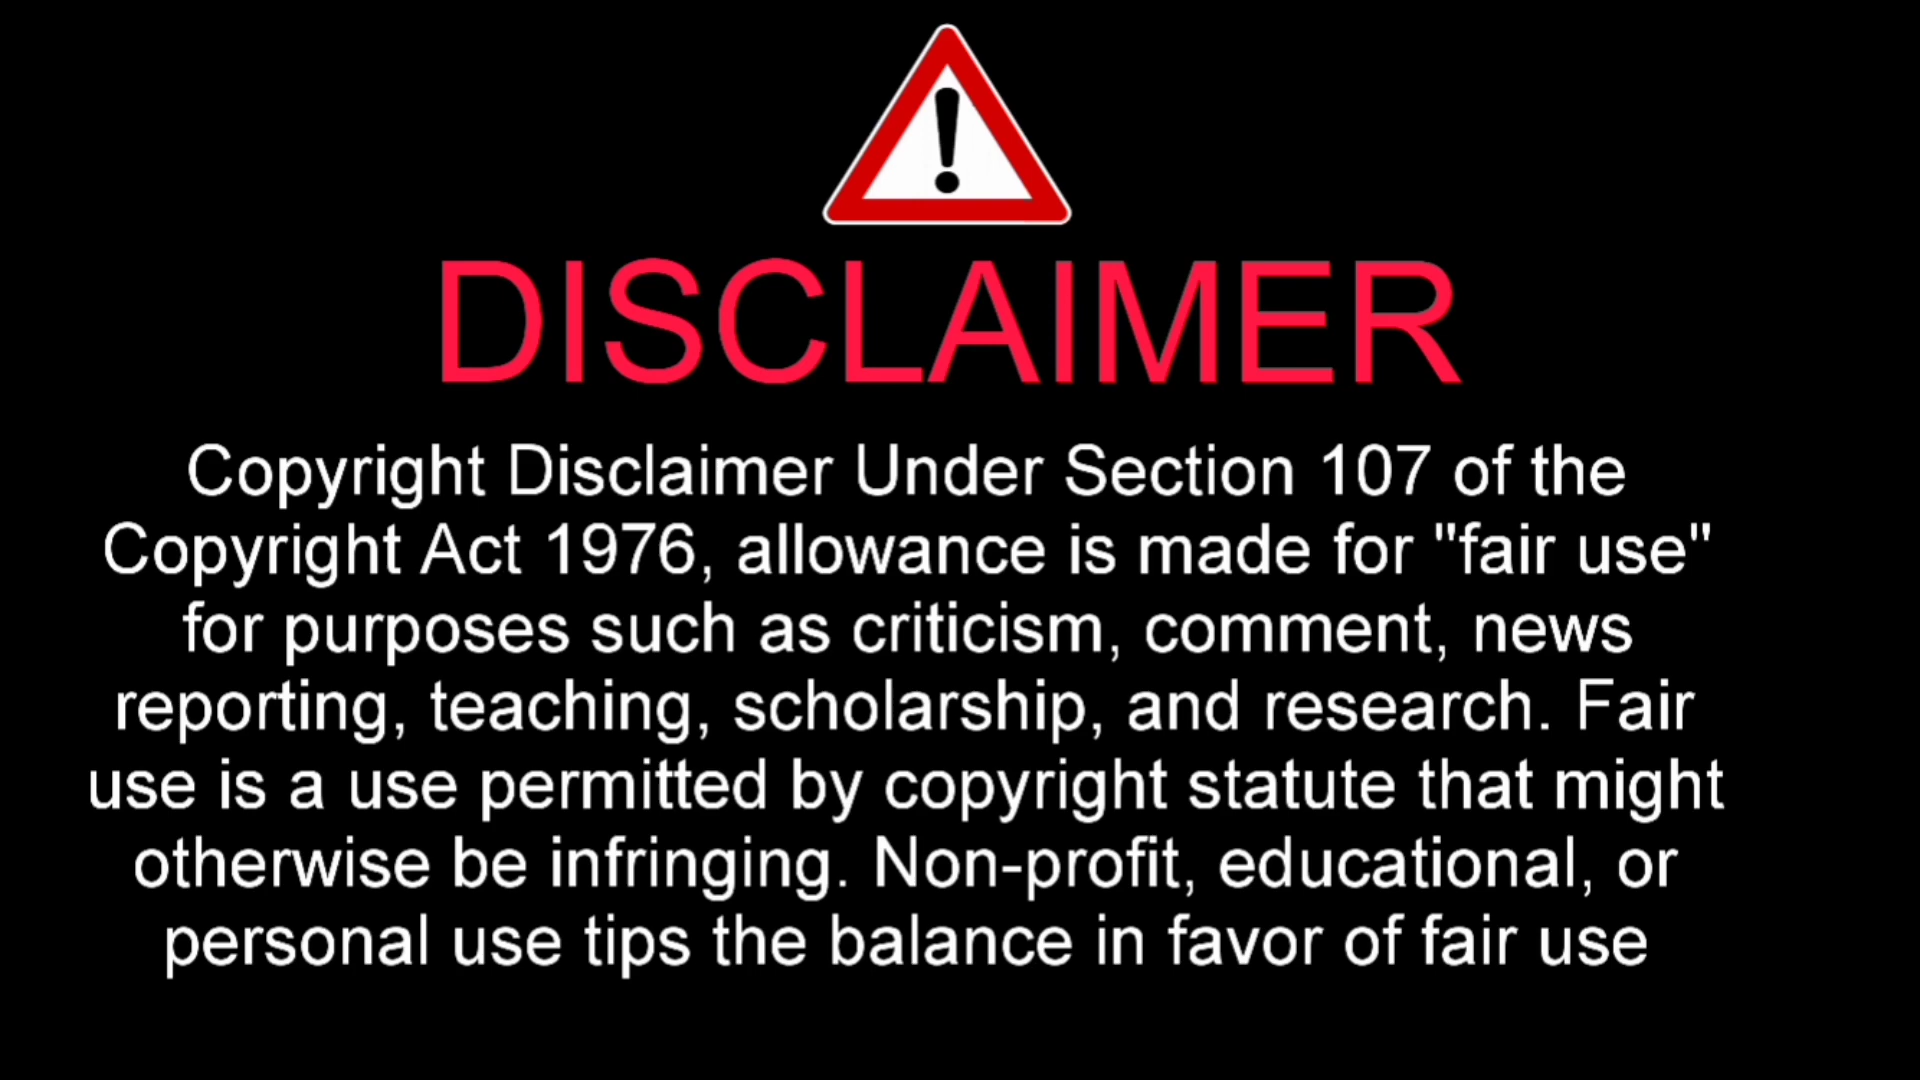 DISCLAIMER
Copyright Disclaimer Under Section 107 of the
Copyright Act 1976, allowance is made for "fair use"
for purposes such as criticism, comment, news
reporting, teaching, scholarship, and research. Fair
use is a use permitted by copyright statute that might
otherwise be infringing. Non-profit, educational, or
personal use tips the balance in favor of fair use